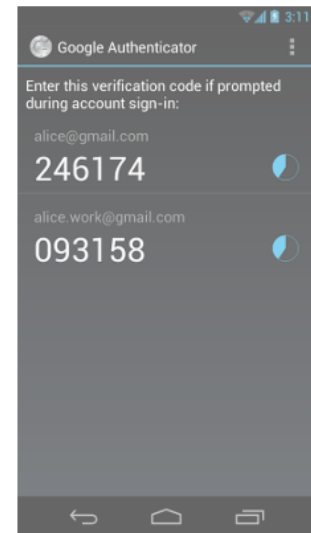 3:11
Google Authenticator
Enter this verification code if prompted
during account sign-in:
alice@gmail.com
246174
alice.work@gmail.com
093158